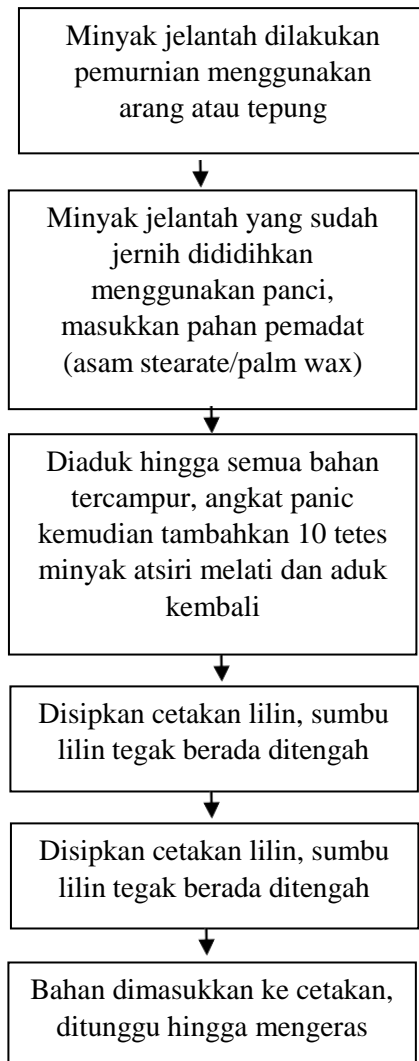 Minyak jelantah dilakukan
pemurnian menggunakan
arang atau tepung
Minyak jelantah yang sudah
jernih dididihkan
menggunakan panci,
masukkan pahan pemadat
(asam stearate/palm wax)
Diaduk hingga semua bahan
tercampur, angkat panic
kemudian tambahkan 10 tetes
minyak atsiri melati dan aduk
kembali
Disipkan cetakan lilin, sumbu
lilin tegak berada ditengah
Disipkan cetakan lilin, sumbu
lilin tegak berada ditengah
Bahan dimasukkan ke cetakan,
ditunggu hingga mengeras